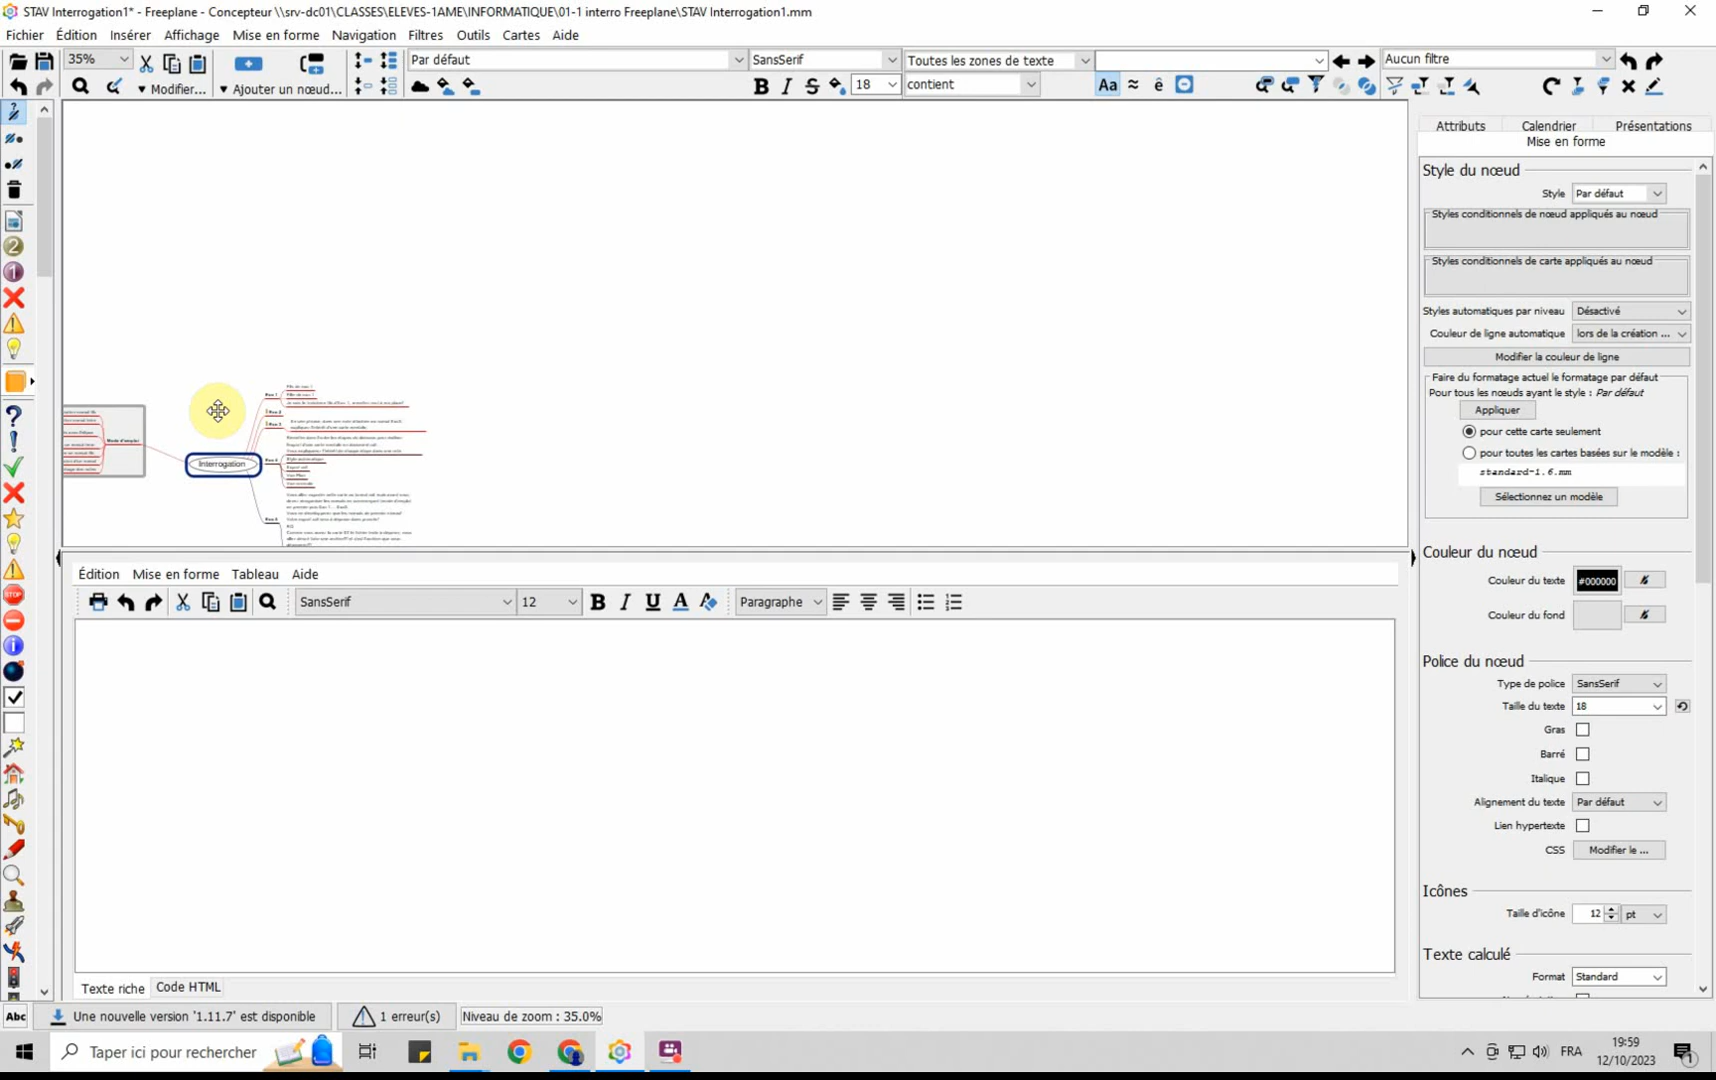 STAV Interrogation1* - Freeplane - Concepteur \\srv-dc01\CLASSES\ELEVES-1AME\INFORMATIQUE\01-1 interro Freeplane\STAV Interrogation1.mm
Fichier Édition Insérer Affichage Mise en forme Navigation Filtres Outils Cartes Aide
35% Par défaut SansSerif Toutes les zones de texte Aucun filtre
Modifier... Ajouter un nœud... 18 contient Aa ≈ ê
Attributs Calendrier Présentations
Mise en forme
Style du nœud
Style Par défaut
Styles conditionnels de nœud appliqués au nœud
Styles conditionnels de carte appliqués au nœud
Styles automatiques par niveau Désactivé
Couleur de ligne automatique lors de la création ...
Modifier la couleur de ligne
Faire du formatage actuel le formatage par défaut
Pour tous les nœuds ayant le style : Par défaut
Appliquer
pour cette carte seulement
pour toutes les cartes basées sur le modèle :
standard-1.6.mm
Sélectionnez un modèle
Couleur du nœud
Couleur du texte #000000
Couleur du fond
Police du nœud
Type de police SansSerif
Taille du texte 18
Gras
Barré
Italique
Alignement du texte Par défaut
Lien hypertexte
CSS Modifier le ...
Icônes
Taille d'icône 12 pt
Texte calculé
Format Standard
Mode d'emploi
Interrogation
Édition Mise en forme Tableau Aide
SansSerif 12 B I U A Paragraphe
Texte riche Code HTML
Abc Une nouvelle version '1.11.7' est disponible 1 erreur(s) Niveau de zoom : 35.0%
Taper ici pour rechercher FRA 19:59
12/10/2023